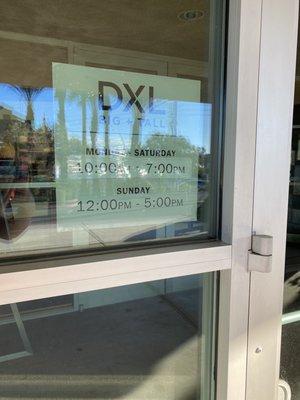 DXL
BIG + TALL
MONDAY - SATURDAY
10:00AM - 7:00PM
SUNDAY
12:00PM - 5:00PM